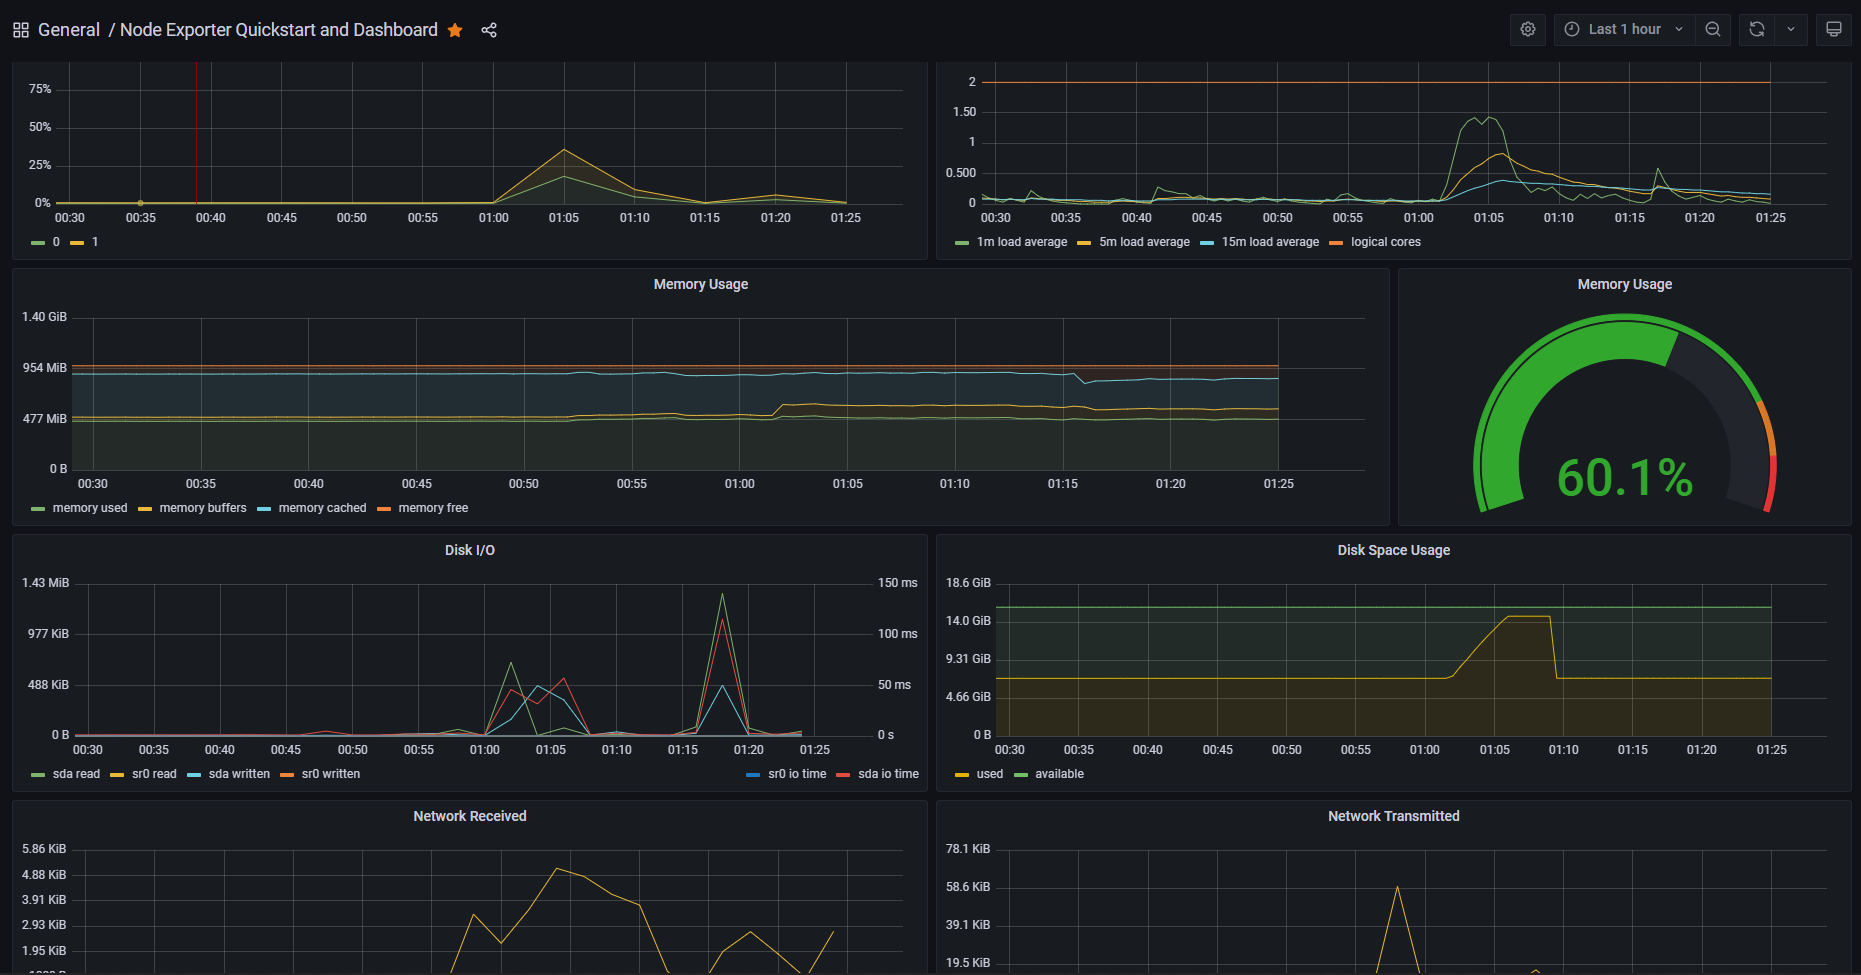 General / Node Exporter Quickstart and Dashboard
Last 1 hour
75%
50%
25%
0%
00:30 00:35 00:40 00:45 00:50 00:55 01:00 01:05 01:10 01:15 01:20 01:25
0 1
2
1.50
1
0.500
0
00:30 00:35 00:40 00:45 00:50 00:55 01:00 01:05 01:10 01:15 01:20 01:25
1m load average 5m load average 15m load average logical cores
Memory Usage
1.40 GiB
954 MiB
477 MiB
0 B
00:30 00:35 00:40 00:45 00:50 00:55 01:00 01:05 01:10 01:15 01:20 01:25
memory used memory buffers memory cached memory free
Memory Usage
60.1%
Disk I/O
1.43 MiB 150 ms
977 KiB 100 ms
488 KiB 50 ms
0 B 0 s
00:30 00:35 00:40 00:45 00:50 00:55 01:00 01:05 01:10 01:15 01:20 01:25
sda read sr0 read sda written sr0 written sr0 io time sda io time
Disk Space Usage
18.6 GiB
14.0 GiB
9.31 GiB
4.66 GiB
0 B
00:30 00:35 00:40 00:45 00:50 00:55 01:00 01:05 01:10 01:15 01:20 01:25
used available
Network Received
5.86 KiB
4.88 KiB
3.91 KiB
2.93 KiB
1.95 KiB
Network Transmitted
78.1 KiB
58.6 KiB
39.1 KiB
19.5 KiB